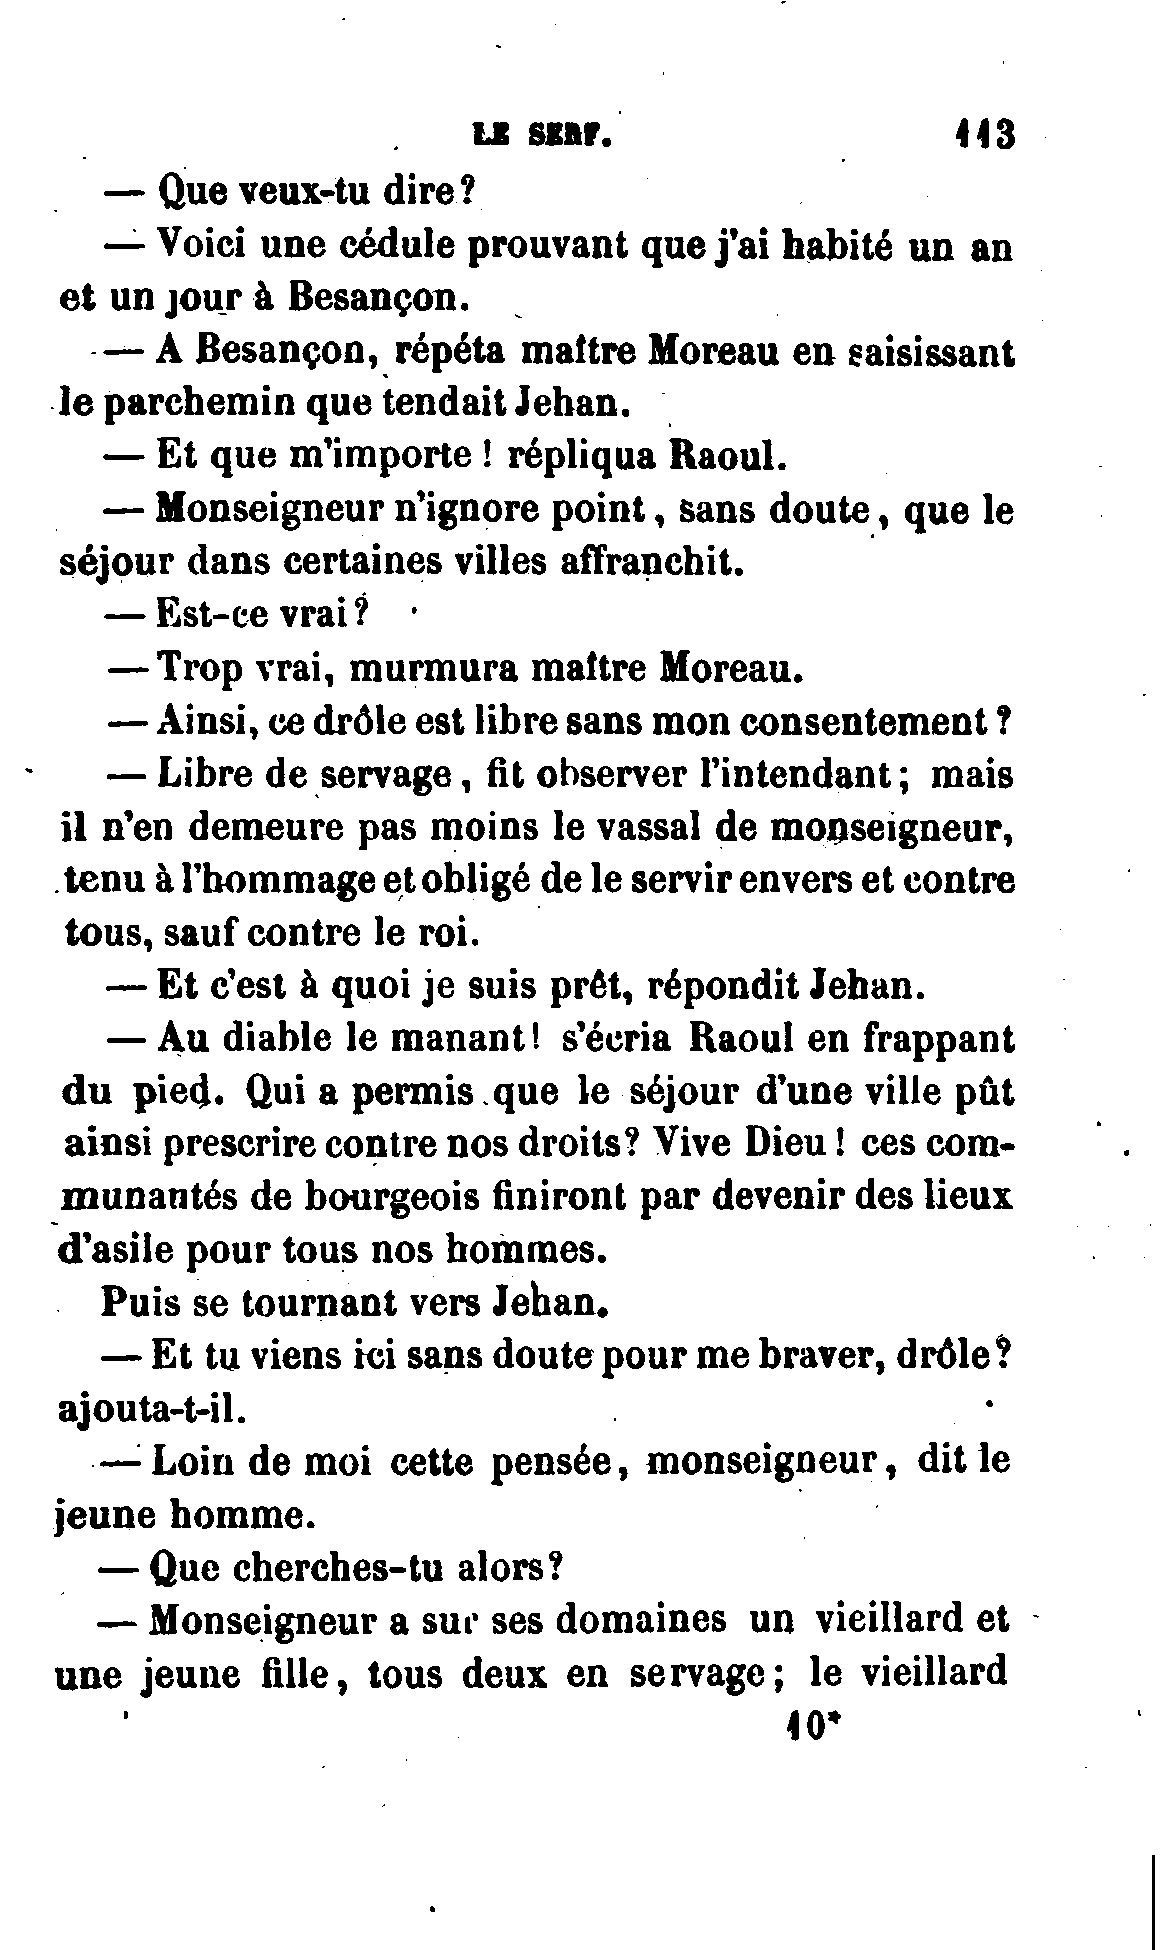 LE SERF. 113
— Que veux-tu dire?
— Voici une cédule prouvant que j'ai habité un an
et un jour à Besançon.
— A Besançon, répéta maître Moreau en saisissant
le parchemin que tendait Jehan.
— Et que m'importe ! répliqua Raoul.
— Monseigneur n'ignore point, sans doute, que le
séjour dans certaines villes affranchit.
— Est-ce vrai?
— Trop vrai, murmura maître Moreau.
— Ainsi, ce drôle est libre sans mon consentement ?
— Libre de servage, fit observer l'intendant; mais
il n'en demeure pas moins le vassal de monseigneur,
tenu à l'hommage et obligé de le servir envers et contre
tous, sauf contre le roi.
— Et c'est à quoi je suis prêt, répondit Jehan.
— Au diable le manant! s'écria Raoul en frappant
du pied. Qui a permis que le séjour d'une ville pût
ainsi prescrire contre nos droits? Vive Dieu ! ces com-
munautés de bourgeois finiront par devenir des lieux
d'asile pour tous nos hommes.
Puis se tournant vers Jehan.
— Et tu viens ici sans doute pour me braver, drôle?
ajouta-t-il.
— Loin de moi cette pensée, monseigneur, dit le
jeune homme.
— Que cherches-tu alors?
— Monseigneur a sur ses domaines un vieillard et
une jeune fille, tous deux en servage; le vieillard
10*